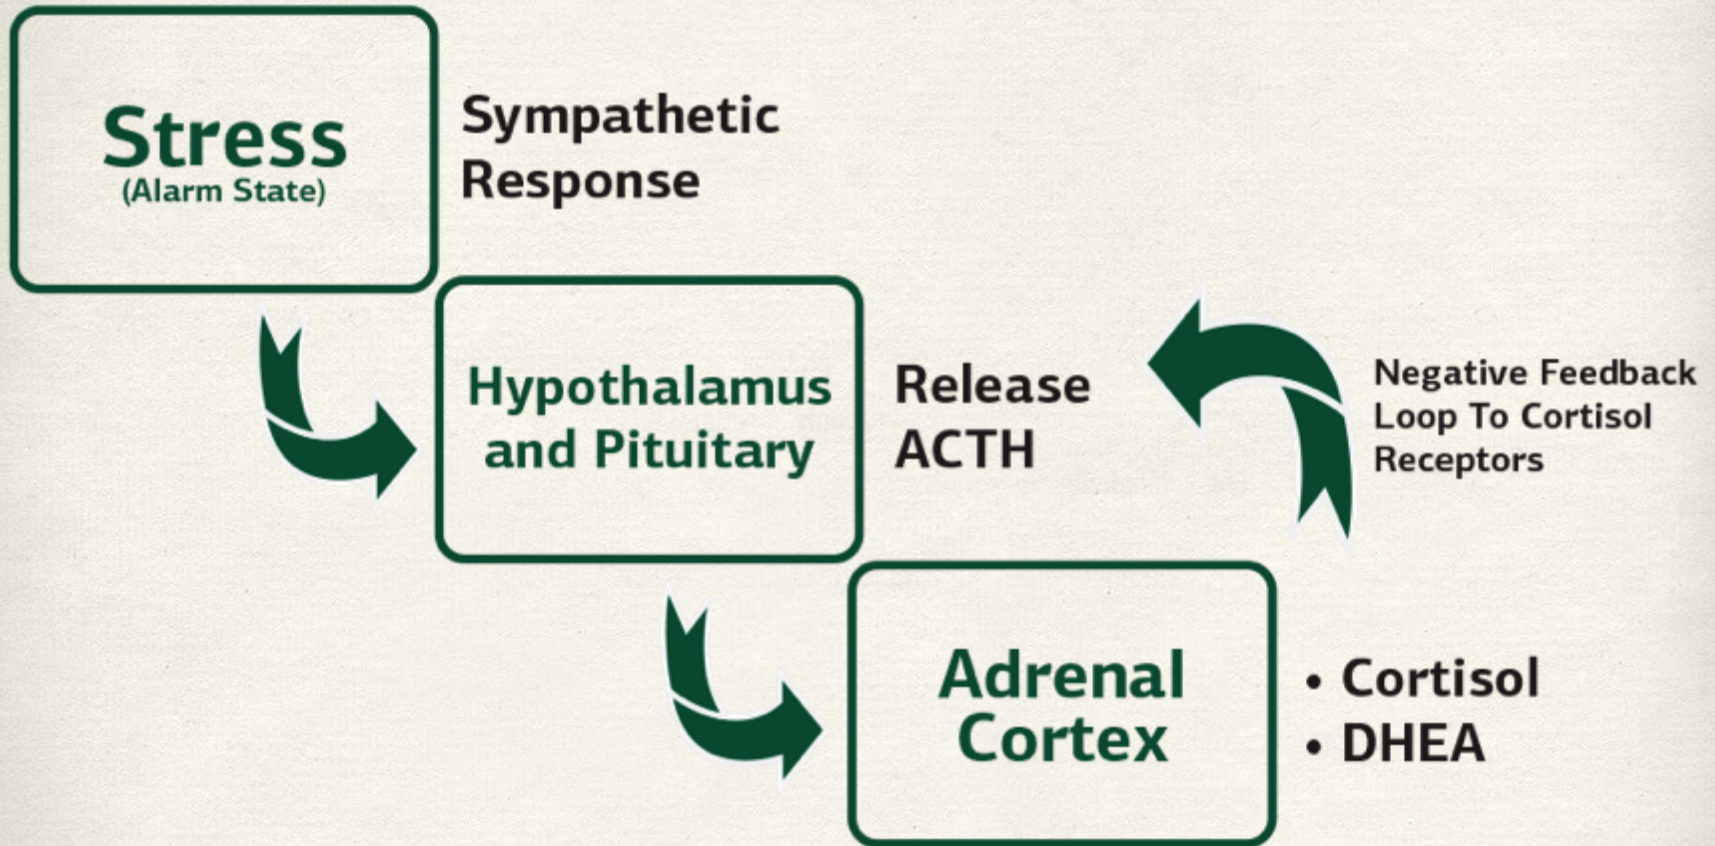 Stress
(Alarm State)
Sympathetic
Response
Hypothalamus
and Pituitary
Release
ACTH
Negative Feedback
Loop To Cortisol
Receptors
Adrenal
Cortex
• Cortisol
• DHEA